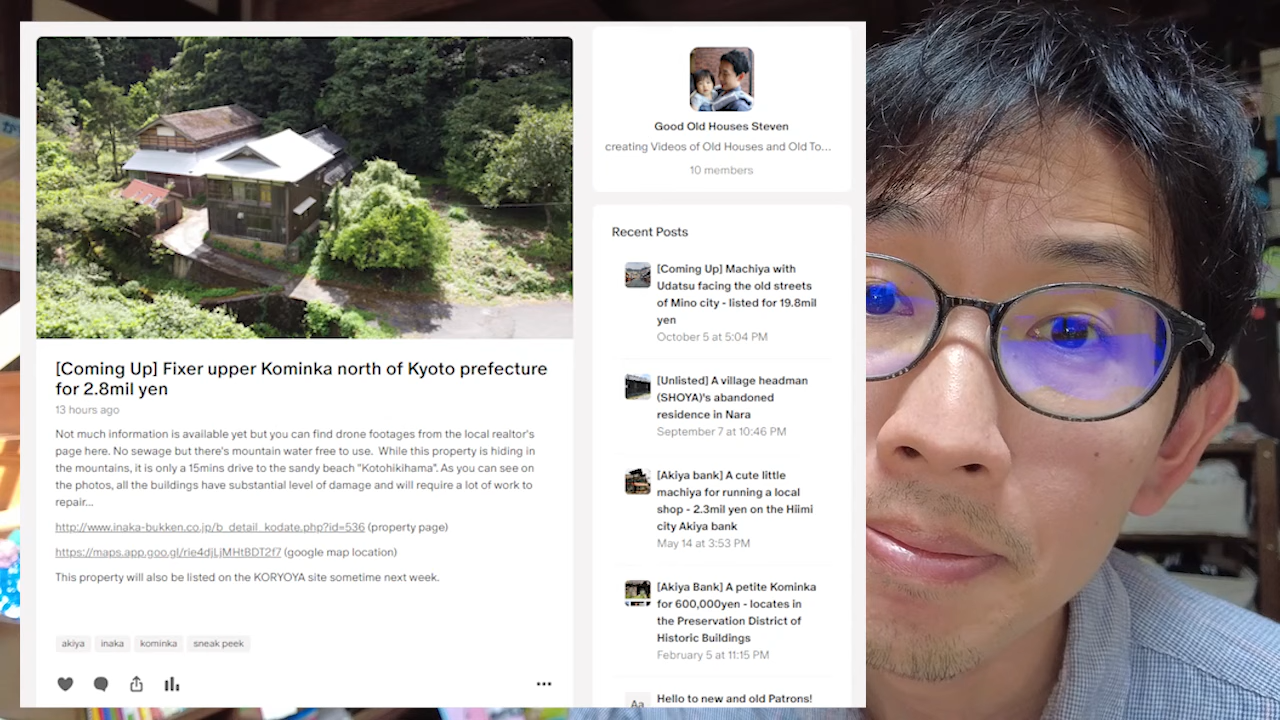 [Coming Up] Fixer upper Kominka north of Kyoto prefecture
for 2.8mil yen
13 hours ago
Not much information is available yet but you can find drone footages from the local realtor's
page here. No sewage but there's mountain water free to use. While this property is hiding in
the mountains, it is only a 15mins drive to the sandy beach "Kotohikihama". As you can see on
the photos, all the buildings have substantial level of damage and will require a lot of work to
repair...
http://www.inaka-bukken.co.jp/b_detail_kodate.php?id=536 (property page)
https://maps.app.goo.gl/rie4djLjMHtBDT2f7 (google map location)
This property will also be listed on the KORYOYA site sometime next week.
akiya
inaka
kominka
sneak peek
Good Old Houses Steven
creating Videos of Old Houses and Old To...
10 members
Recent Posts
[Coming Up] Machiya with
Udatsu facing the old streets
of Mino city - listed for 19.8mil
yen
October 5 at 5:04 PM
[Unlisted] A village headman
(SHOYA)'s abandoned
residence in Nara
September 7 at 10:46 PM
[Akiya bank] A cute little
machiya for running a local
shop - 2.3mil yen on the Hiimi
city Akiya bank
May 14 at 3:53 PM
[Akiya Bank] A petite Kominka
for 600,000yen - locates in
the Preservation District of
Historic Buildings
February 5 at 11:15 PM
Aa
Hello to new and old Patrons!